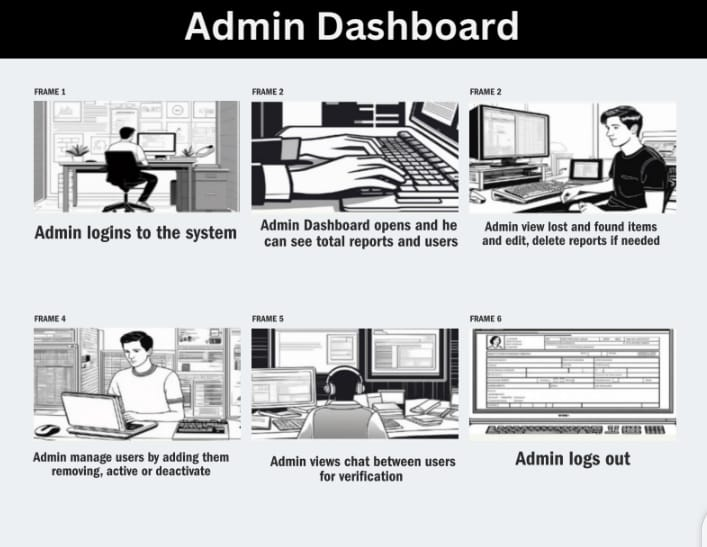 Admin Dashboard
FRAME 1
FRAME 2
FRAME 2
Admin logins to the system
Admin Dashboard opens and he
can see total reports and users
Admin view lost and found items
and edit, delete reports if needed
FRAME 4
FRAME 5
FRAME 6
Admin manage users by adding them
removing, active or deactivate
Admin views chat between users
for verification
Admin logs out